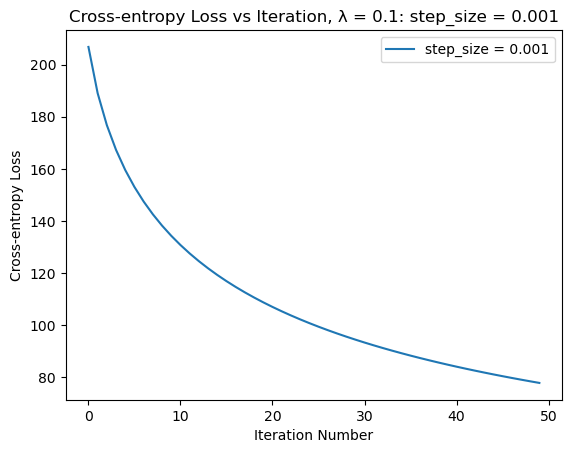 Cross-entropy Loss vs Iteration, λ = 0.1: step_size = 0.001
step_size = 0.001
Cross-entropy Loss
200
180
160
140
120
100
80
0 10 20 30 40 50
Iteration Number